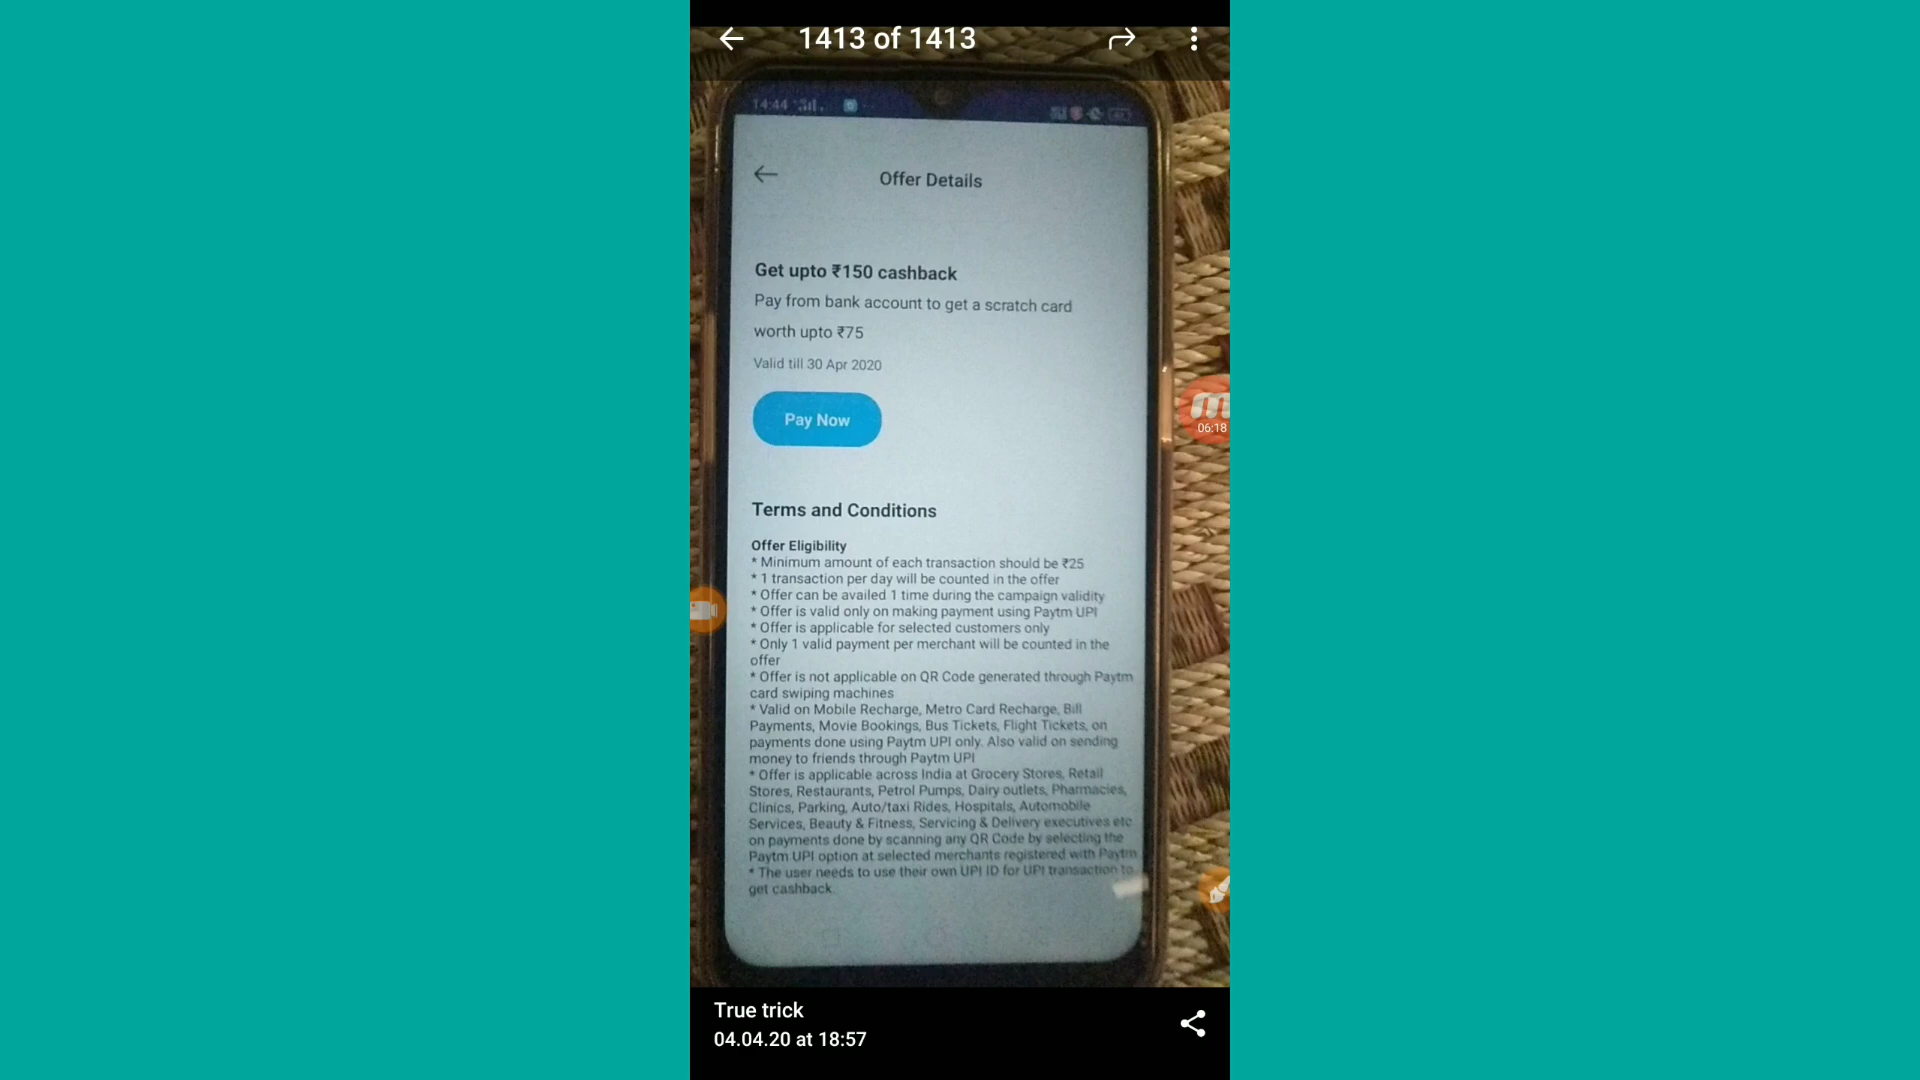 1413 of 1413
14:44
Offer Details
Get upto ₹150 cashback
Pay from bank account to get a scratch card
worth upto ₹75
Valid till 30 Apr 2020
Pay Now
06:18
Terms and Conditions
Offer Eligibility
* Minimum amount of each transaction should be ₹25
* 1 transaction per day will be counted in the offer
* Offer can be availed 1 time during the campaign validity
* Offer is valid only on making payment using Paytm UPI
* Offer is applicable for selected customers only
* Only 1 valid payment per merchant will be counted in the
offer
* Offer is not applicable on QR Code generated through Paytm
card swiping machines
* Valid on Mobile Recharge, Metro Card Recharge, Bill
Payments, Movie Bookings, Bus Tickets, Flight Tickets, on
payments done using Paytm UPI only. Also valid on sending
money to friends through Paytm UPI
* Offer is applicable across India at Grocery Stores, Retail
Stores, Restaurants, Petrol Pumps, Dairy outlets, Pharmacies,
Clinics, Parking, Auto/taxi Rides, Hospitals, Automobile
Services, Beauty & Fitness, Servicing & Delivery executives etc
on payments done by scanning any QR Code by selecting the
Paytm UPI option at selected merchants registered with Paytm
* The user needs to use their own UPI ID for UPI transaction to
get cashback.
True trick
04.04.20 at 18:57